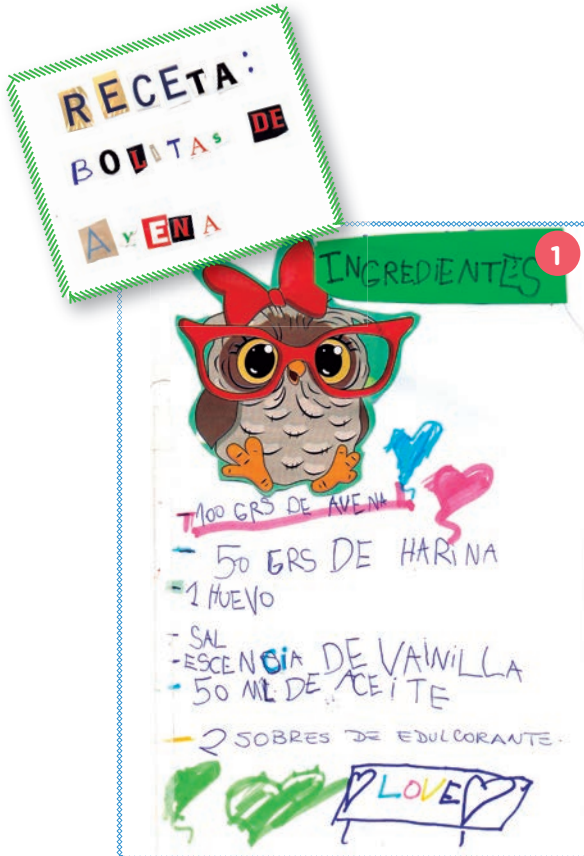 RECETA:
BOLITAS DE
AVENA
INGREDIENTES
1
-100 GRS DE AVENA
- 50 GRS DE HARINA
-1 HUEVO
- SAL
-ESCENCiA DE VAINILLA
- 50 ML DE ACEITE
- 2 SOBRES DE EDULCORANTE.
LOVE